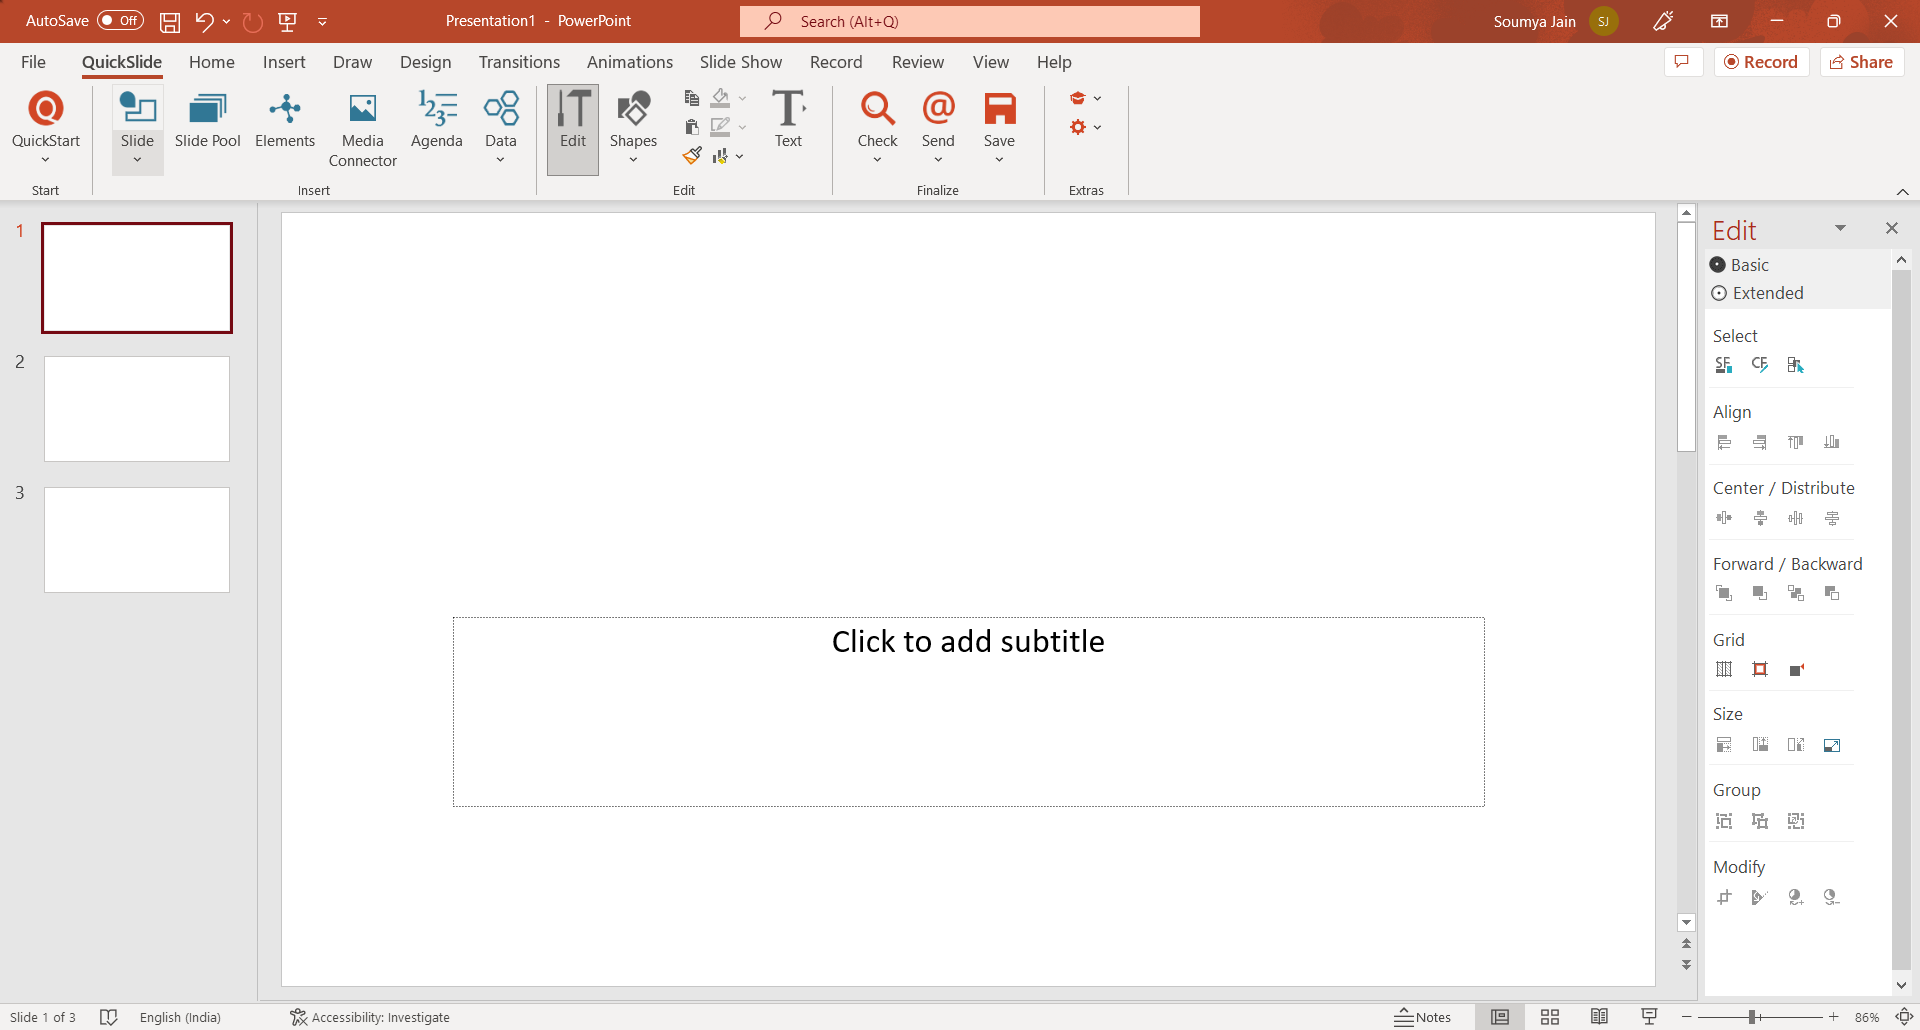 AutoSave Off
Presentation1 - PowerPoint
Search (Alt+Q)
Soumya Jain SJ
File QuickSlide Home Insert Draw Design Transitions Animations Slide Show Record Review View Help
Record Share
QuickStart
Slide
Slide Pool
Elements
Media
Connector
Agenda
Data
Edit
Shapes
Text
Check
Send
Save
Start
Insert
Edit
Finalize
Extras
1
2
3
Click to add subtitle
Edit
Basic
Extended
Select
SF CF
Align
Center / Distribute
Forward / Backward
Grid
Size
Group
Modify
Slide 1 of 3 English (India) Accessibility: Investigate Notes 86%